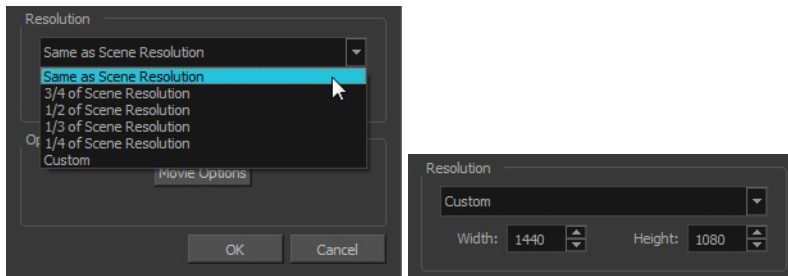 Resolution
Same as Scene Resolution
Same as Scene Resolution
3/4 of Scene Resolution
1/2 of Scene Resolution
1/3 of Scene Resolution
1/4 of Scene Resolution
Custom
Movie Options
OK Cancel
Resolution
Custom
Width: 1440 Height: 1080